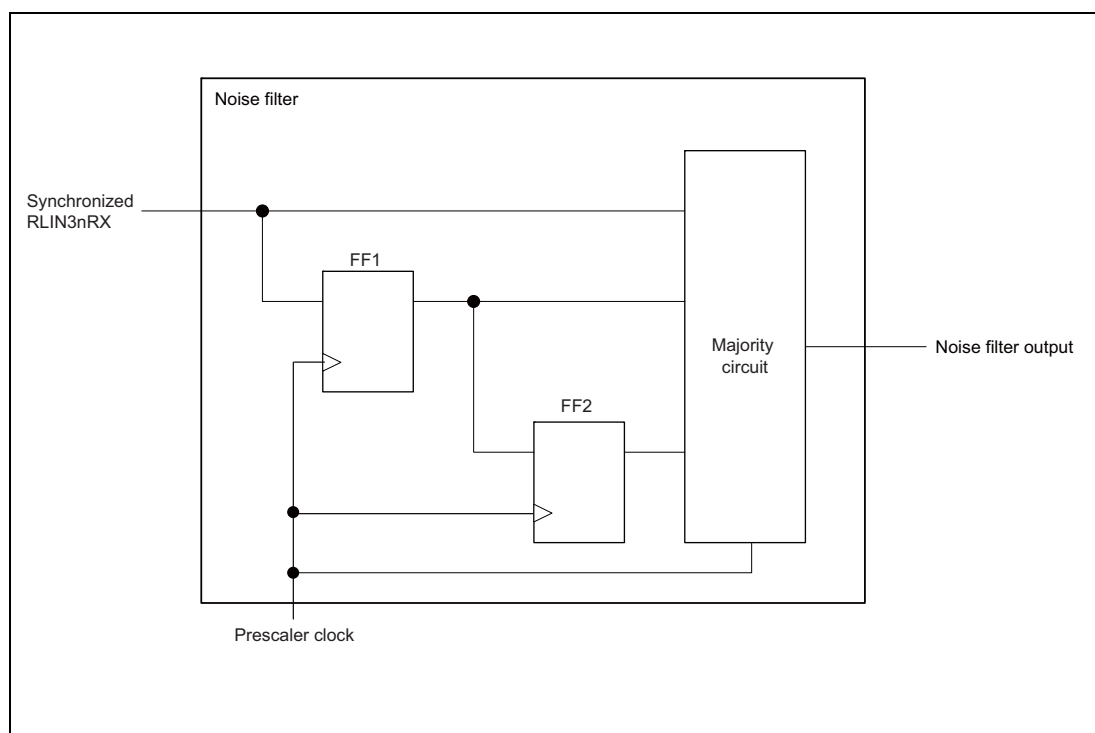 Noise filter
Synchronized
RLIN3nRX
FF1
Majority
circuit
Noise filter output
FF2
Prescaler clock